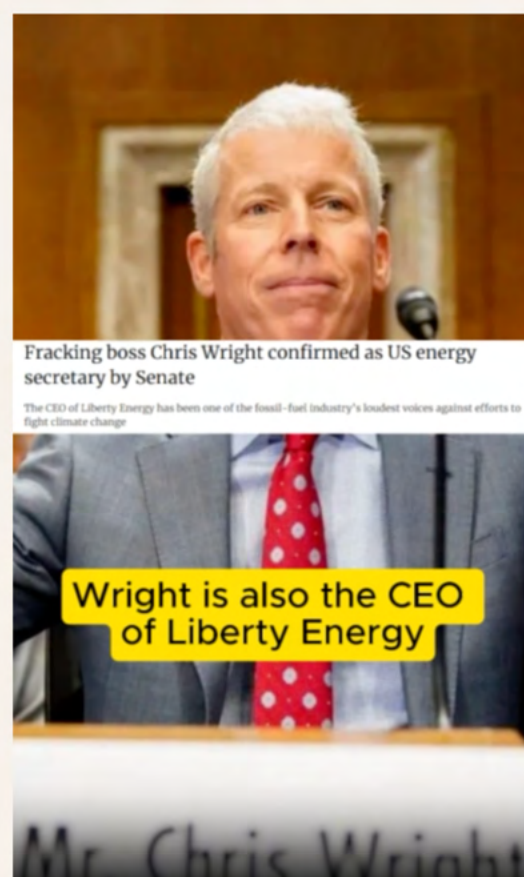 Fracking boss Chris Wright confirmed as US energy
secretary by Senate
The CEO of Liberty Energy has been one of the fossil-fuel industry's loudest voices against efforts to
fight climate change
Wright is also the CEO
of Liberty Energy
Mr. Chris Wright